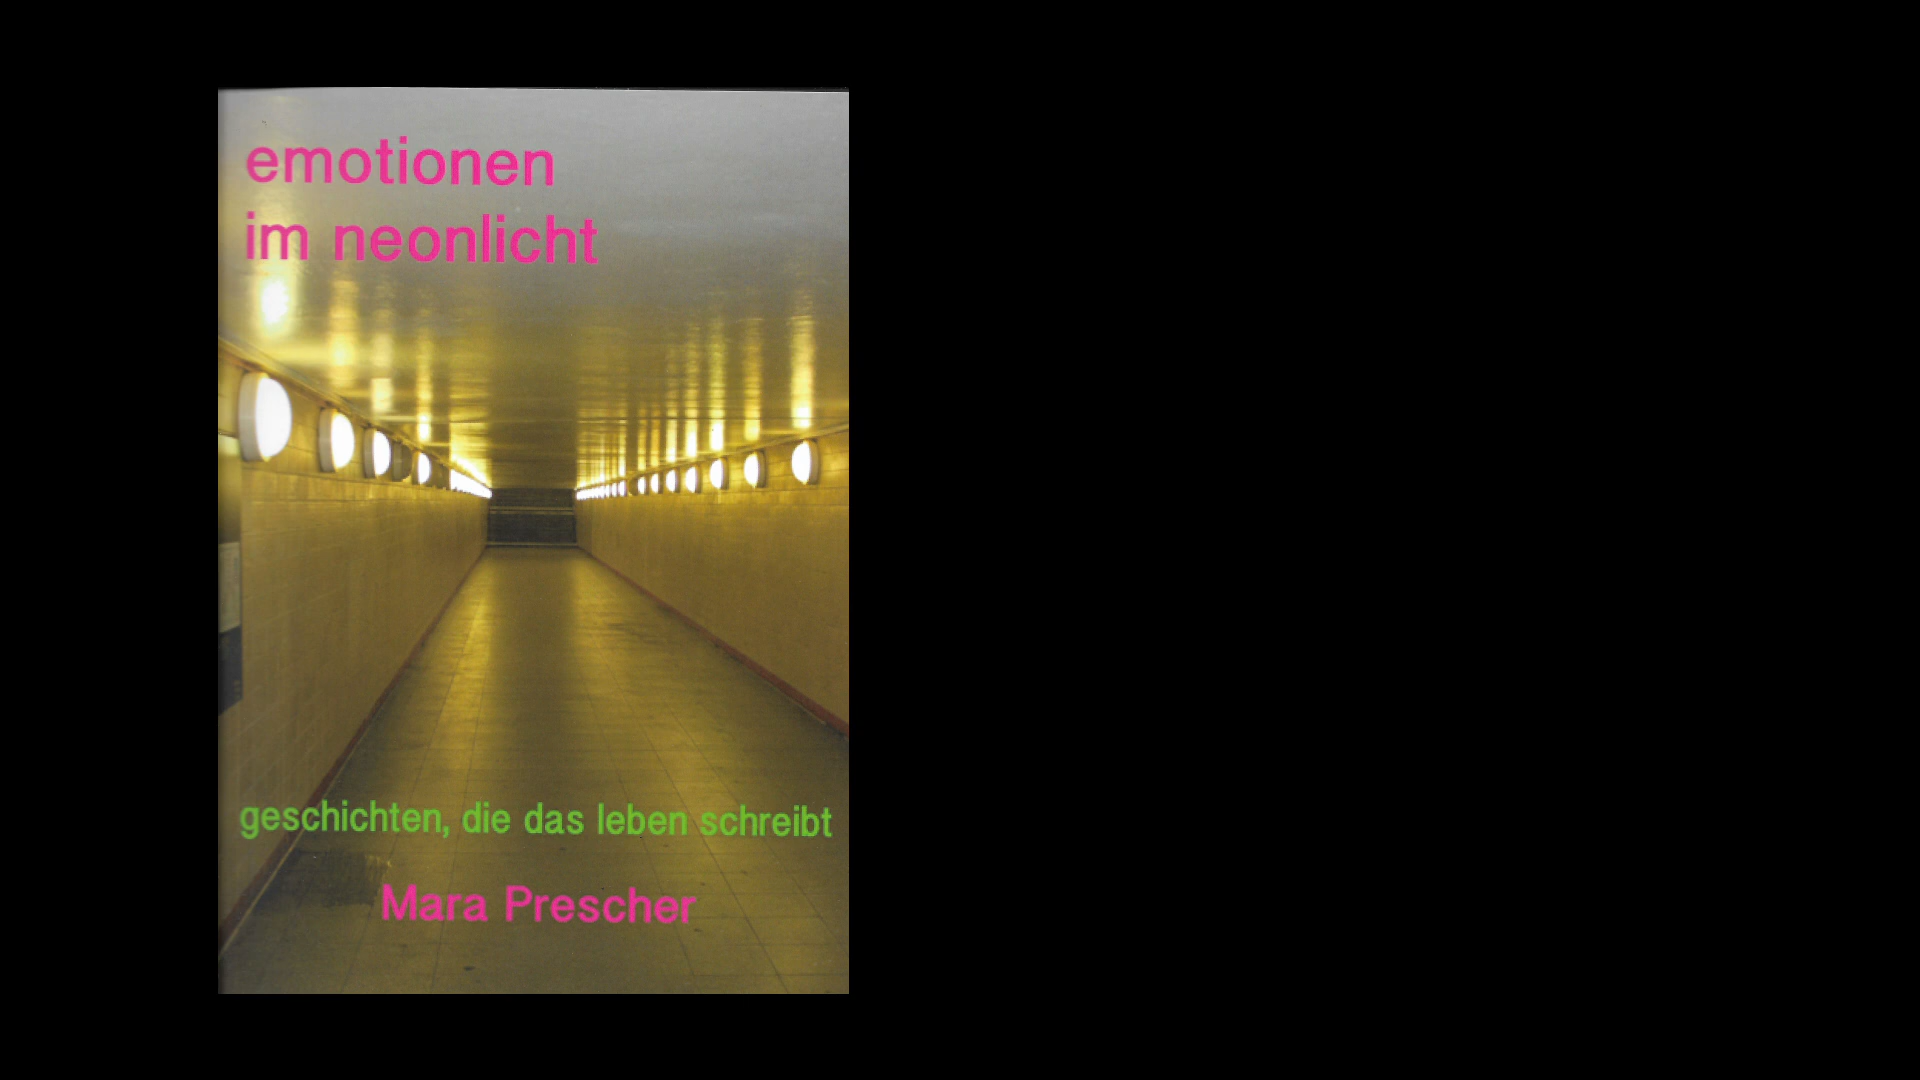 emotionen
im neonlicht
geschichten, die das leben schreibt
Mara Prescher